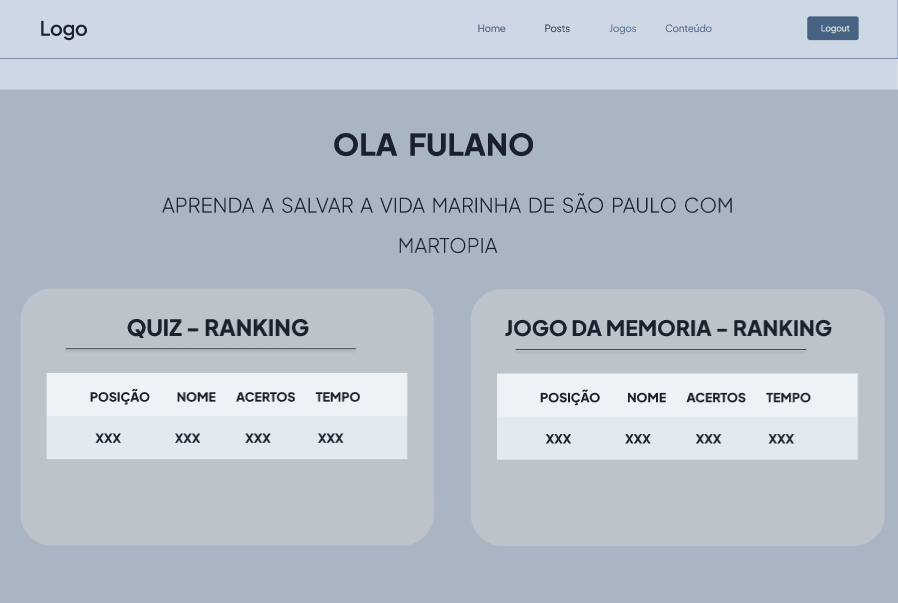 Logo
Home Posts Jogos Conteúdo Logout
OLA FULANO
APRENDA A SALVAR A VIDA MARINHA DE SÃO PAULO COM
MARTOPIA
QUIZ – RANKING
POSIÇÃO NOME ACERTOS TEMPO
XXX XXX XXX XXX
JOGO DA MEMORIA – RANKING
POSIÇÃO NOME ACERTOS TEMPO
XXX XXX XXX XXX